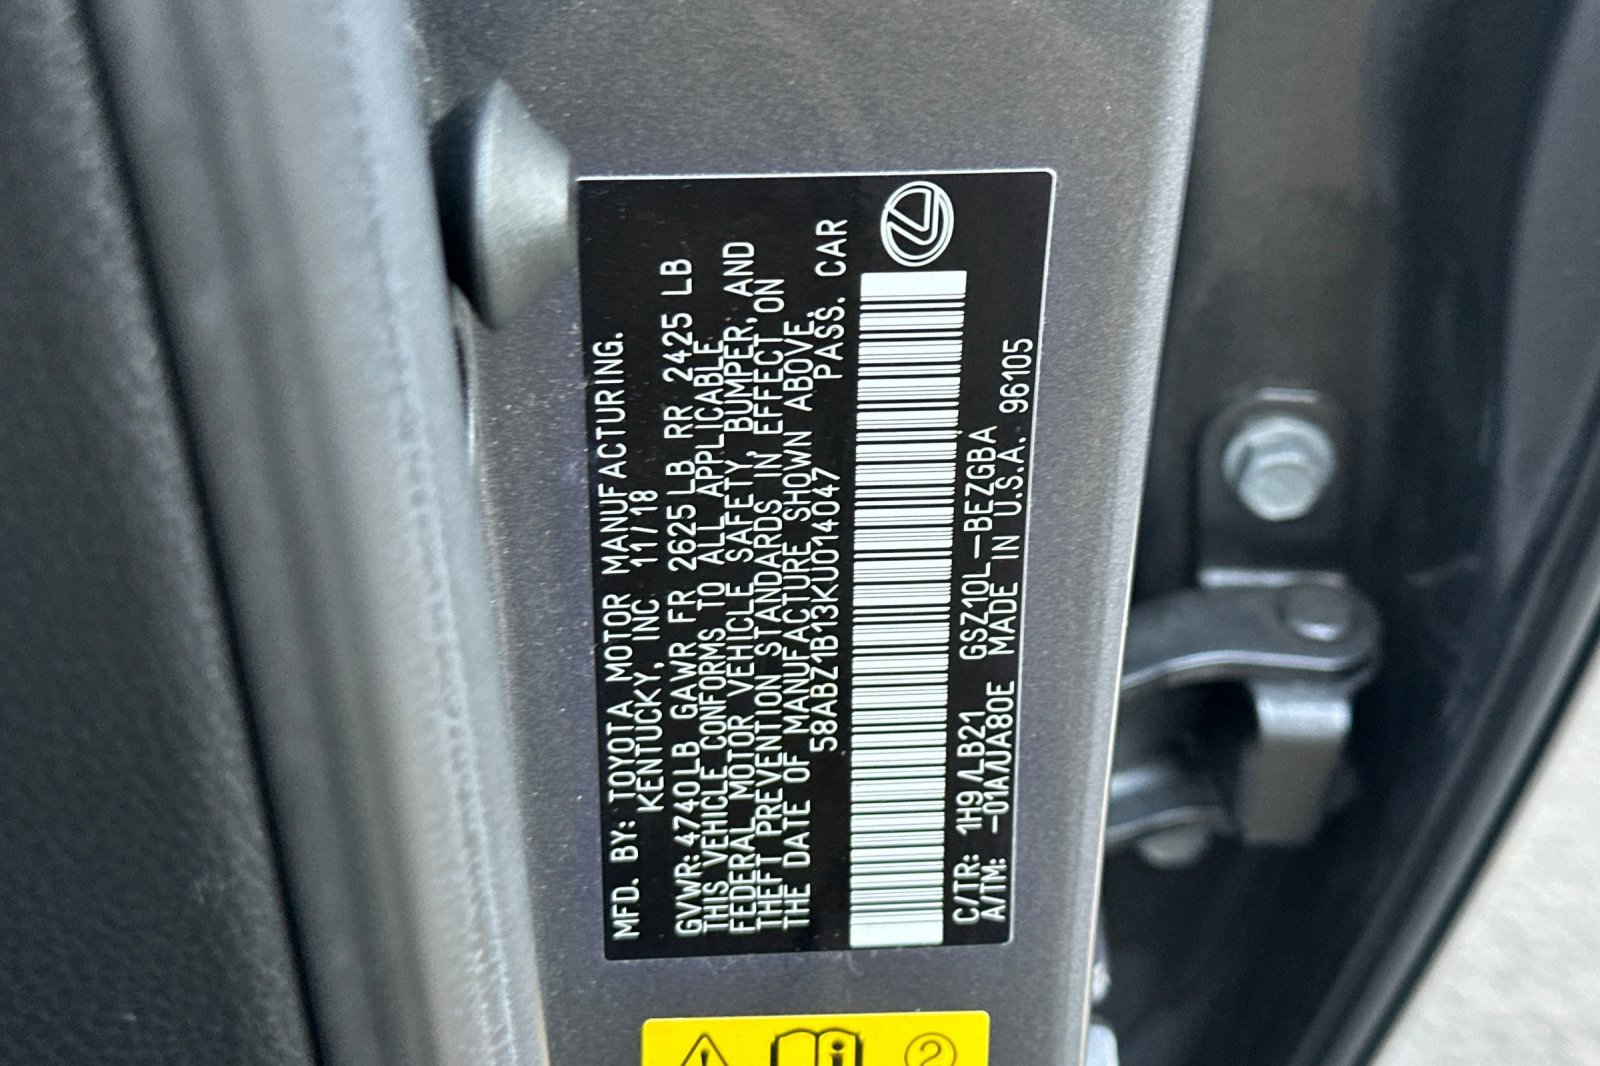 MFD. BY: TOYOTA MOTOR MANUFACTURING.
KENTUCKY, INC 11/18
GVWR: 4740LB GAWR FR 2625LB RR 2425 LB
THIS VEHICLE CONFORMS TO ALL APPLICABLE
FEDERAL MOTOR VEHICLE SAFETY, BUMPER, AND
THEFT PREVENTION STANDARDS IN EFFECT ON
THE DATE OF MANUFACTURE SHOWN ABOVE.
58ABZ1B13KU014047 PASS. CAR
C/TR: 1H9/LB21 GSZ10L-BEZGBA
A/TM: -01A/UA80E MADE IN U.S.A. 96105
2